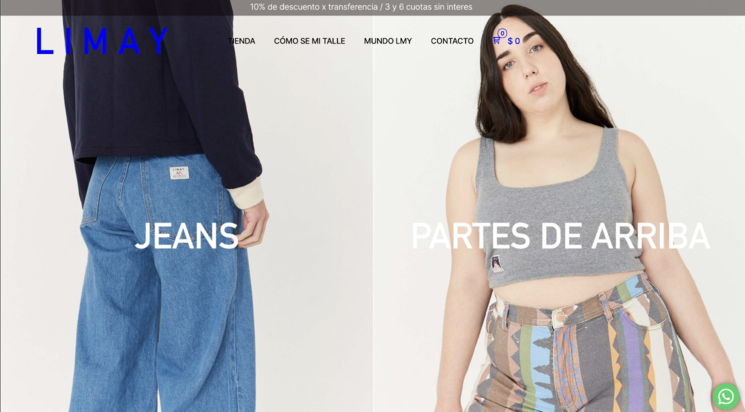 10% de descuento x transferencia / 3 y 6 cuotas sin interes
LIMAY
TIENDA
CÓMO SE MI TALLE
MUNDO LMY
CONTACTO
0
$ 0
LIMAY
JEANS
PARTES DE ARRIBA